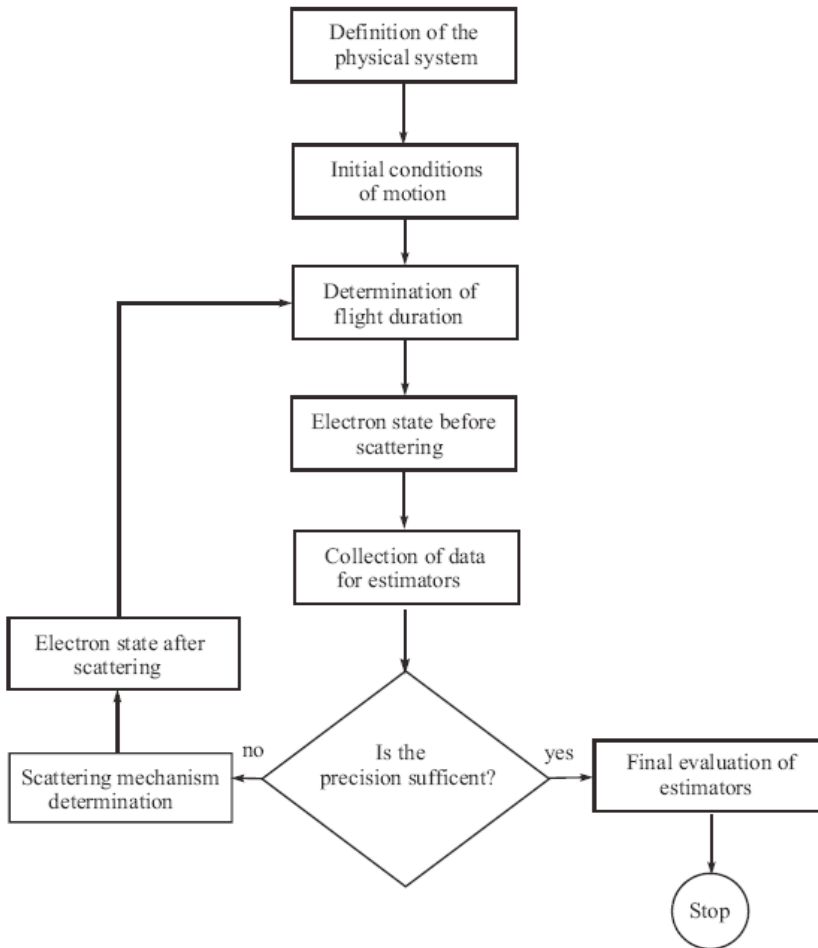 Definition of the
physical system
Initial conditions
of motion
Determination of
flight duration
Electron state before
scattering
Collection of data
for estimators
Electron state after
scattering
no
Is the
precision sufficent?
yes
Scattering mechanism
determination
Final evaluation of
estimators
Stop